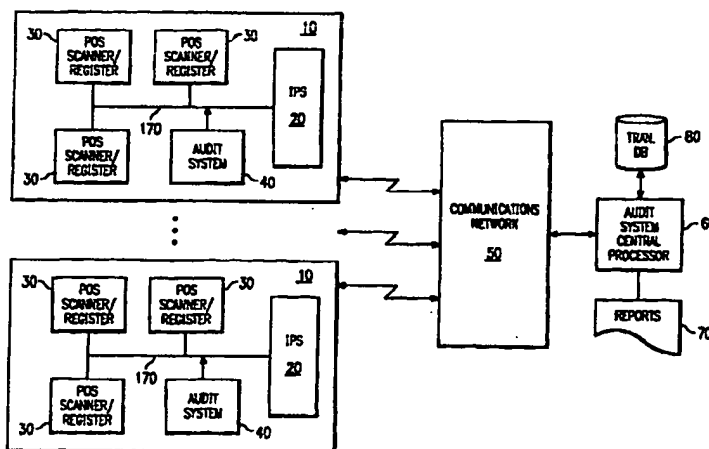 30 30 10
POS SCANNER/ REGISTER
POS SCANNER/ REGISTER
IPS
20
170
POS SCANNER/ REGISTER
AUDIT SYSTEM
30 40
COMMUNICATIONS NETWORK
50
TRAN. DB
80
AUDIT SYSTEM CENTRAL PROCESSOR
REPORTS
70
30 30 10
POS SCANNER/ REGISTER
POS SCANNER/ REGISTER
IPS
20
170
POS SCANNER/ REGISTER
AUDIT SYSTEM
30 40